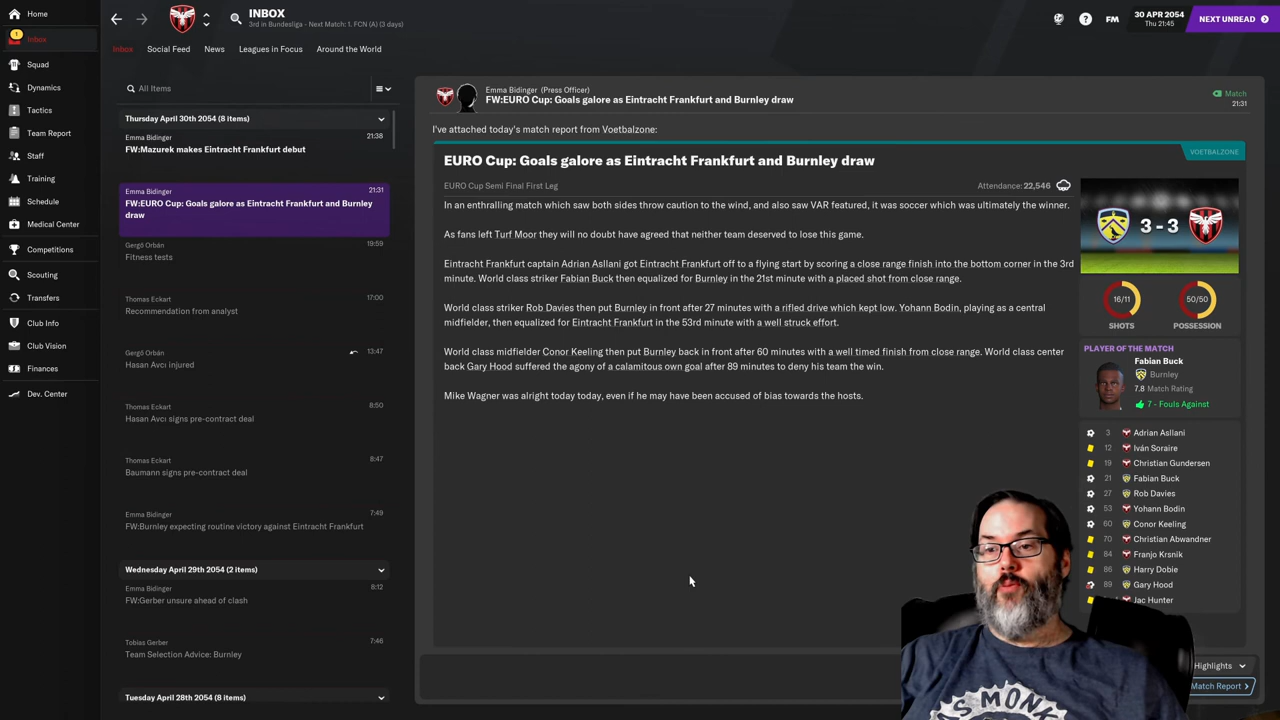 Home
INBOX
3rd in Bundesliga - Next Match: 1. FCN (A) (3 days)
FM
30 APR 2054
Thu 21:45
NEXT UNREAD
1
Inbox
Squad
Dynamics
Tactics
Team Report
Staff
Training
Schedule
Medical Center
Competitions
Scouting
Transfers
Club Info
Club Vision
Finances
Dev. Center
Inbox
Social Feed
News
Leagues in Focus
Around the World
All Items
Thursday April 30th 2054 (8 items)
Emma Bidinger 21:38
FW:Mazurek makes Eintracht Frankfurt debut
Emma Bidinger 21:31
FW:EURO Cup: Goals galore as Eintracht Frankfurt and Burnley
draw
Gergő Orbán 19:59
Fitness tests
Thomas Eckart 17:00
Recommendation from analyst
Gergő Orbán 13:47
Hasan Avcı injured
Thomas Eckart 8:50
Hasan Avcı signs pre-contract deal
Thomas Eckart 8:47
Baumann signs pre-contract deal
Emma Bidinger 7:49
FW:Burnley expecting routine victory against Eintracht Frankfurt
Wednesday April 29th 2054 (2 items)
Emma Bidinger 8:12
FW:Gerber unsure ahead of clash
Tobias Gerber 7:46
Team Selection Advice: Burnley
Tuesday April 28th 2054 (8 items)
Emma Bidinger (Press Officer)
FW:EURO Cup: Goals galore as Eintracht Frankfurt and Burnley draw
Match
21:31
I've attached today's match report from Voetbalzone:
VOETBALZONE
EURO Cup: Goals galore as Eintracht Frankfurt and Burnley draw
EURO Cup Semi Final First Leg
Attendance: 22,546
In an enthralling match which saw both sides throw caution to the wind, and also saw VAR featured, it was soccer which was ultimately the winner.
As fans left Turf Moor they will no doubt have agreed that neither team deserved to lose this game.
Eintracht Frankfurt captain Adrian Asllani got Eintracht Frankfurt off to a flying start by scoring a close range finish into the bottom corner in the 3rd
minute. World class striker Fabian Buck then equalized for Burnley in the 21st minute with a placed shot from close range.
World class striker Rob Davies then put Burnley in front after 27 minutes with a rifled drive which kept low. Yohann Bodin, playing as a central
midfielder, then equalized for Eintracht Frankfurt in the 53rd minute with a well struck effort.
World class midfielder Conor Keeling then put Burnley back in front after 60 minutes with a well timed finish from close range. World class center
back Gary Hood suffered the agony of a calamitous own goal after 89 minutes to deny his team the win.
Mike Wagner was alright today today, even if he may have been accused of bias towards the hosts.
3 - 3
16/11
SHOTS
50/50
POSSESSION
PLAYER OF THE MATCH
Fabian Buck
Burnley
7.8 Match Rating
7 - Fouls Against
3 Adrian Asllani
12 Iván Soraire
19 Christian Gundersen
21 Fabian Buck
27 Rob Davies
53 Yohann Bodin
60 Conor Keeling
70 Christian Abwandner
84 Franjo Krsnik
86 Harry Dobie
89 Gary Hood
Jac Hunter
Highlights
Match Report